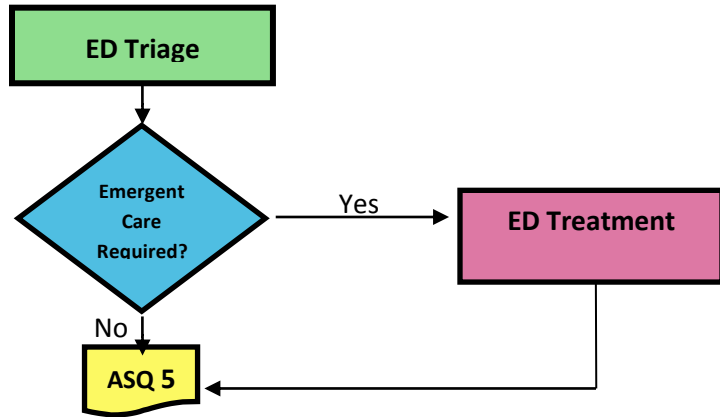 ED Triage
Emergent
Care
Required?
Yes
ED Treatment
No
ASQ 5